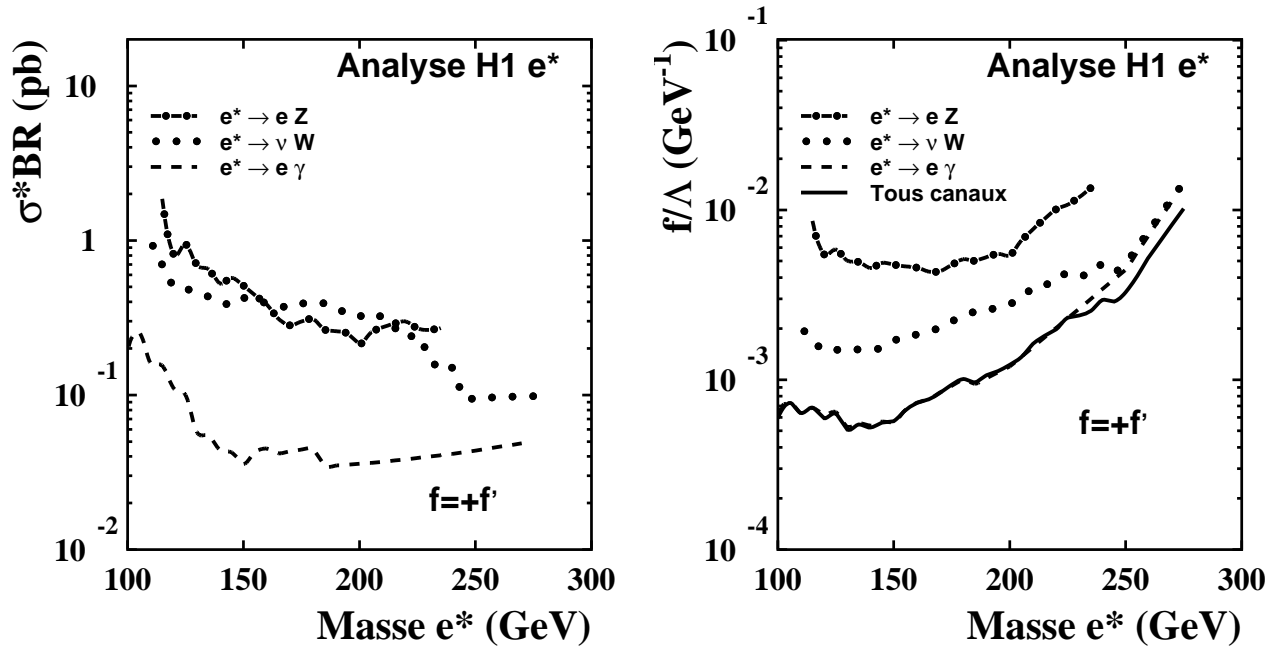 σ*BR (pb)
Analyse H1 e*
10
e* → e Z
e* → ν W
e* → e γ
1
10 -1
f=+f'
10 -2
100 150 200 250 300
Masse e* (GeV)
f/Λ (GeV-1)
10 -1
Analyse H1 e*
e* → e Z
e* → ν W
e* → e γ
Tous canaux
10 -2
10 -3
f=+f'
10 -4
100 150 200 250 300
Masse e* (GeV)